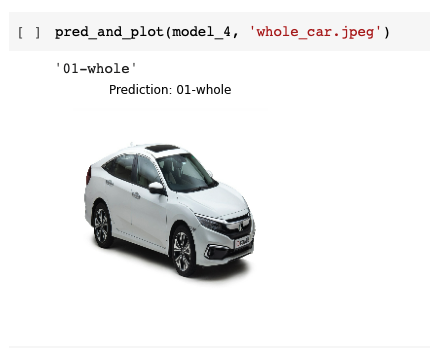 [ ] pred_and_plot(model_4, 'whole_car.jpeg')
'01-whole'
Prediction: 01-whole